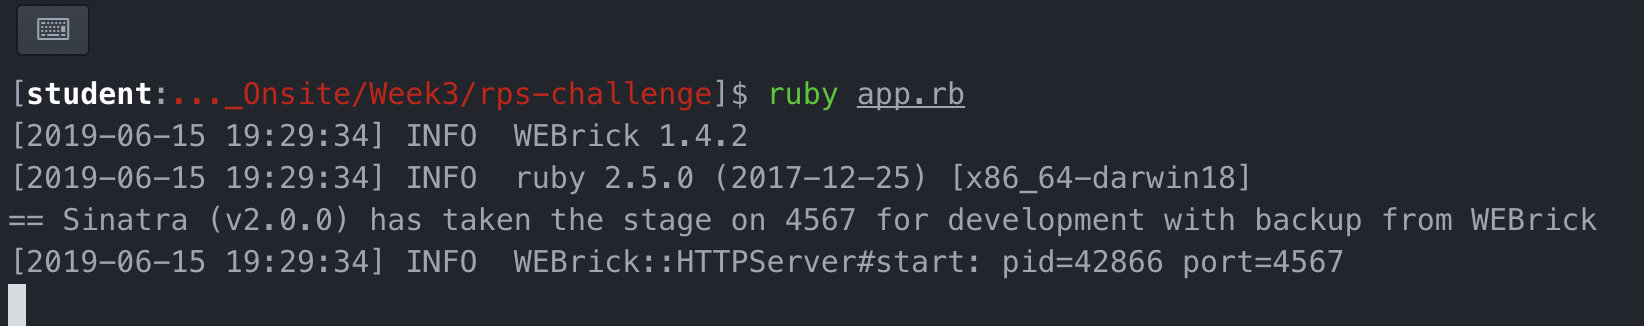 [student:..._Onsite/Week3/rps-challenge]$ ruby app.rb
[2019-06-15 19:29:34] INFO  WEBrick 1.4.2
[2019-06-15 19:29:34] INFO  ruby 2.5.0 (2017-12-25) [x86_64-darwin18]
== Sinatra (v2.0.0) has taken the stage on 4567 for development with backup from WEBrick
[2019-06-15 19:29:34] INFO  WEBrick::HTTPServer#start: pid=42866 port=4567